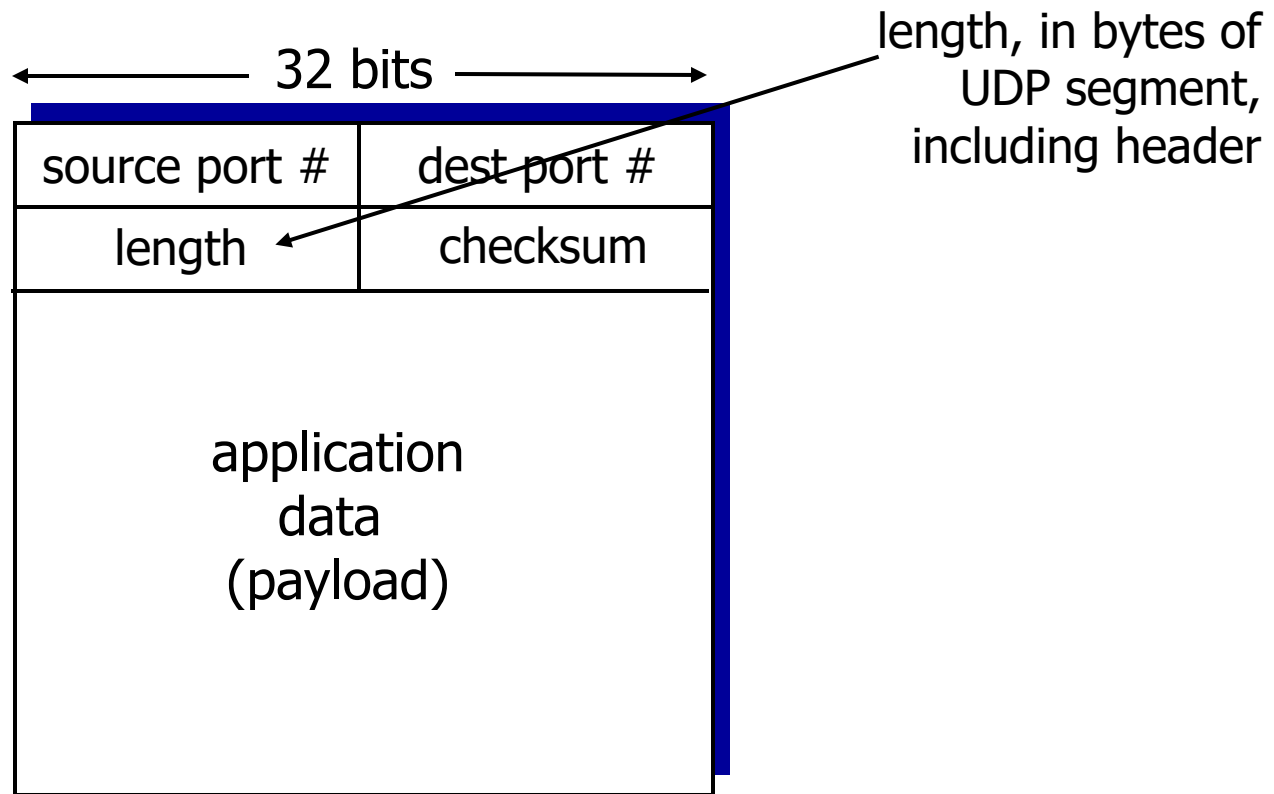 32 bits
length, in bytes of
UDP segment,
including header
source port #
dest port #
length
checksum
application
data
(payload)